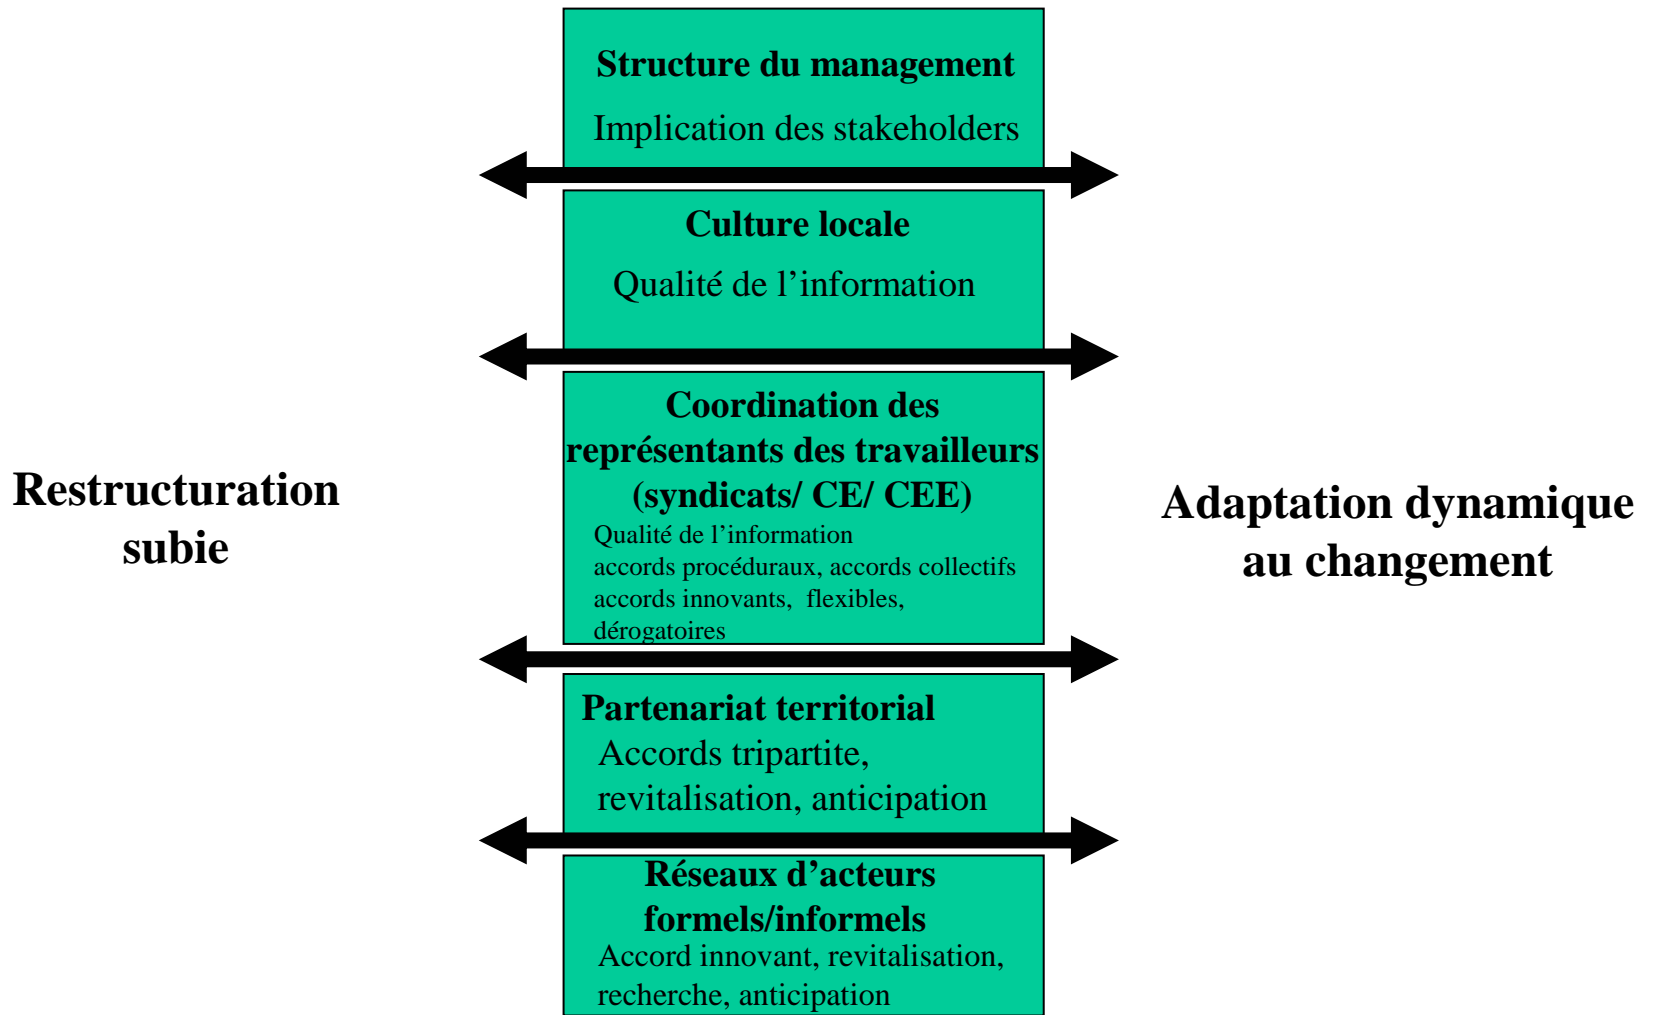 Structure du management
Implication des stakeholders
Culture locale
Qualité de l’information
Coordination des
représentants des travailleurs
(syndicats/ CE/ CEE)
Qualité de l’information
accords procéduraux, accords collectifs
accords innovants,  flexibles,
dérogatoires
Restructuration
subie
Adaptation dynamique
au changement
Partenariat territorial
Accords tripartite,
revitalisation, anticipation
Réseaux d’acteurs
formels/informels
Accord innovant, revitalisation,
recherche, anticipation